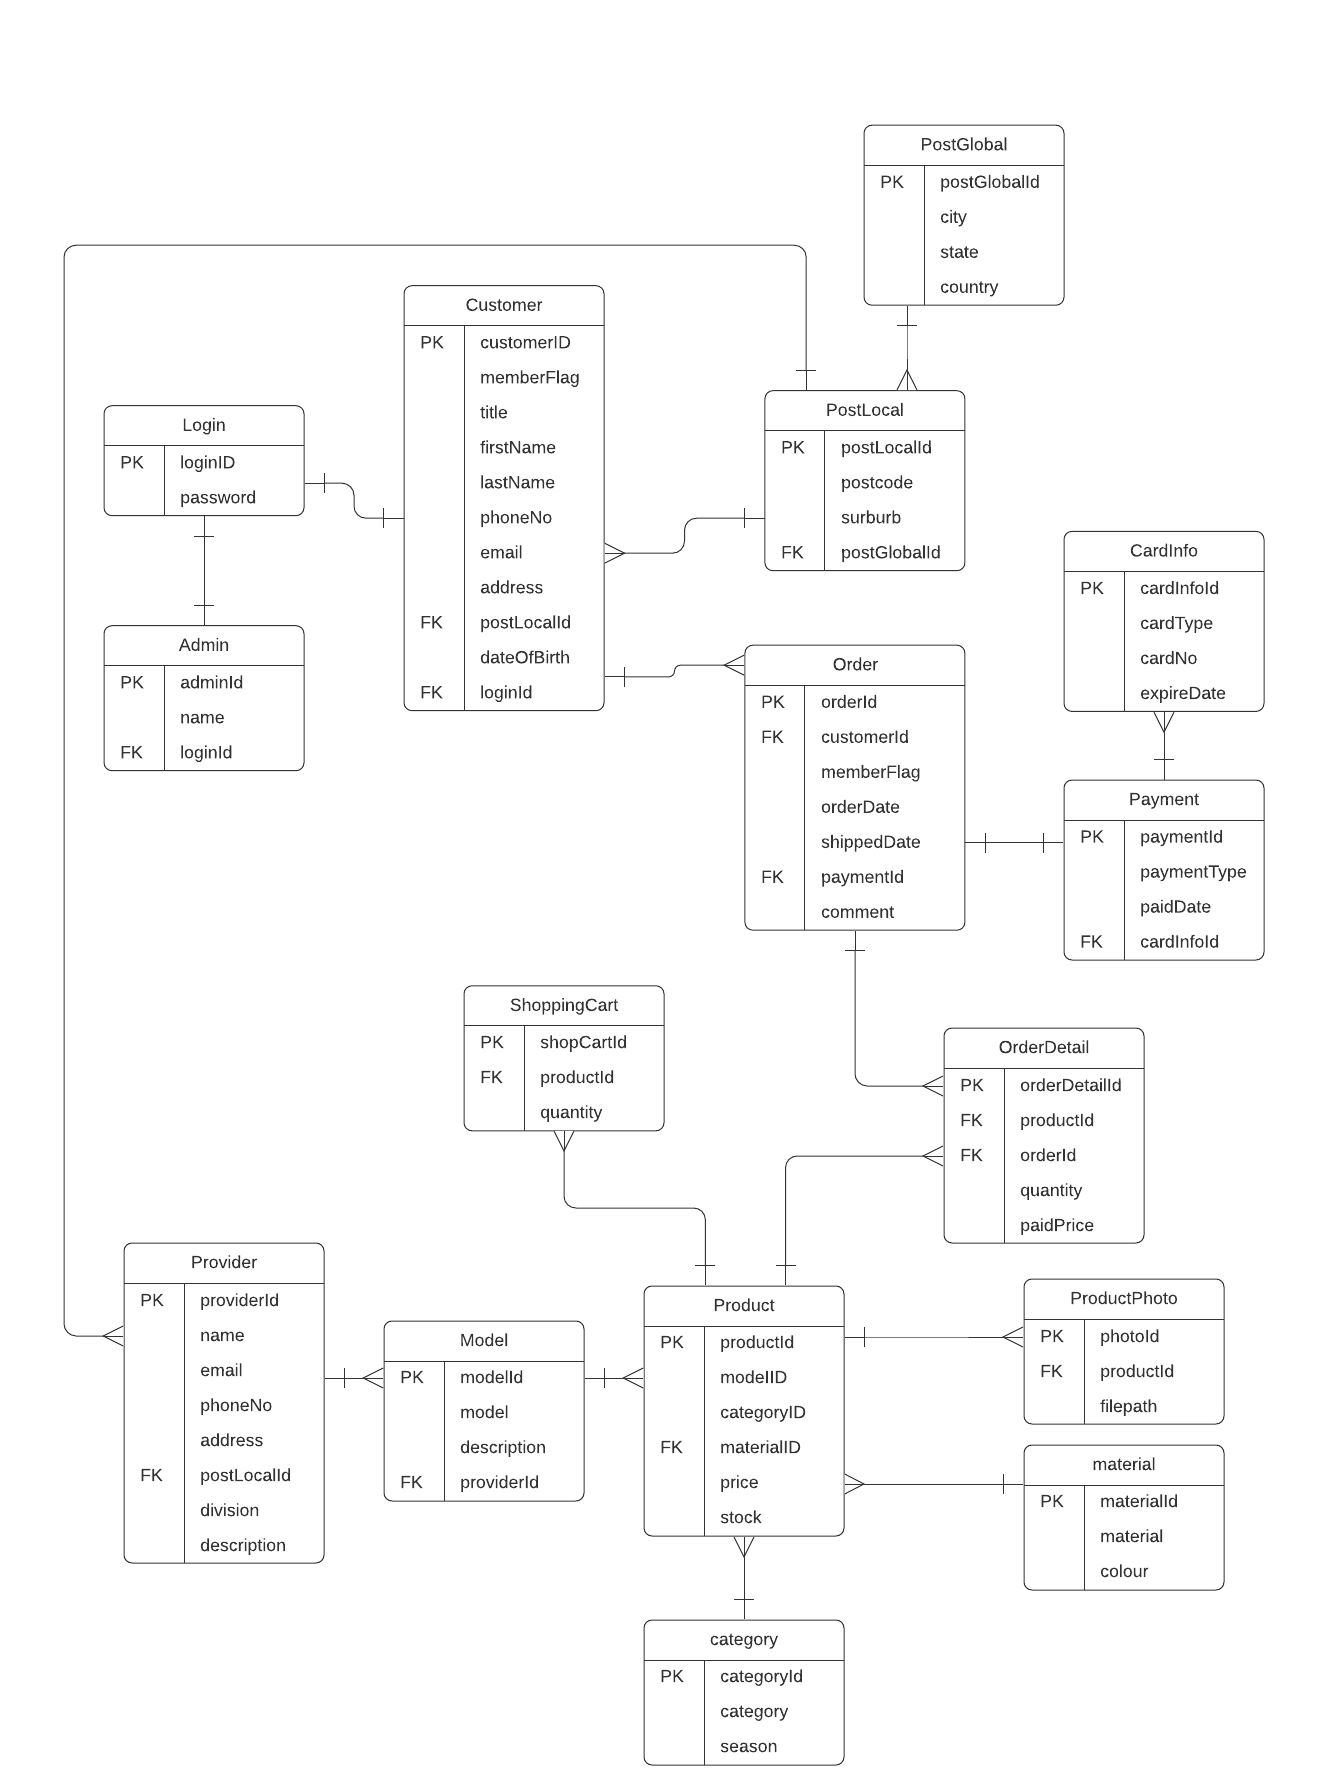 PostGlobal
PK postGlobalId
city
state
country
Customer
PK customerID
memberFlag
title
firstName
lastName
phoneNo
email
address
FK postLocalId
dateOfBirth
FK loginId
PostLocal
PK postLocalId
postcode
surburb
FK postGlobalId
Login
PK loginID
password
Admin
PK adminId
name
FK loginId
CardInfo
PK cardInfoId
cardType
cardNo
expireDate
Order
PK orderId
FK customerId
memberFlag
orderDate
shippedDate
FK paymentId
comment
Payment
PK paymentId
paymentType
paidDate
FK cardInfoId
ShoppingCart
PK shopCartId
FK productId
quantity
OrderDetail
PK orderDetailId
FK productId
FK orderId
quantity
paidPrice
Provider
PK providerId
name
email
phoneNo
address
FK postLocalId
division
description
Model
PK modelId
model
description
FK providerId
Product
PK productId
modelID
categoryID
FK materialID
price
stock
ProductPhoto
PK photoId
FK productId
filepath
material
PK materialId
material
colour
category
PK categoryId
category
season